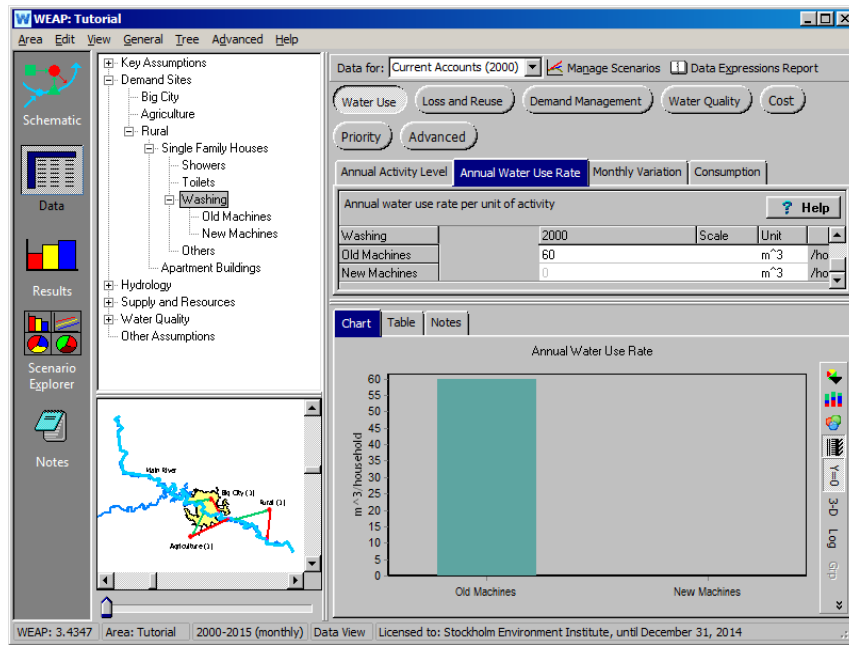 WEAP: Tutorial
Area Edit View General Tree Advanced Help
Schematic
Data
Results
Scenario
Explorer
Notes
Key Assumptions
Demand Sites
Big City
Agriculture
Rural
Single Family Houses
Showers
Toilets
Washing
Old Machines
New Machines
Others
Apartment Buildings
Hydrology
Supply and Resources
Water Quality
Other Assumptions
Main River
Big City (1)
Rural (3)
Agriculture (1)
Data for: Current Accounts (2000) Manage Scenarios Data Expressions Report
Water Use Loss and Reuse Demand Management Water Quality Cost
Priority Advanced
Annual Activity Level Annual Water Use Rate Monthly Variation Consumption
Annual water use rate per unit of activity ? Help
Washing 2000 Scale Unit
Old Machines 60 m^3 /ho
New Machines 0 m^3 /ho
Chart Table Notes
Annual Water Use Rate
m^3/household
60
55
50
45
40
35
30
25
20
15
10
5
0
Old Machines New Machines
Y=0
3-D
Log
Grp
WEAP: 3.4347 Area: Tutorial 2000-2015 (monthly) Data View Licensed to: Stockholm Environment Institute, until December 31, 2014